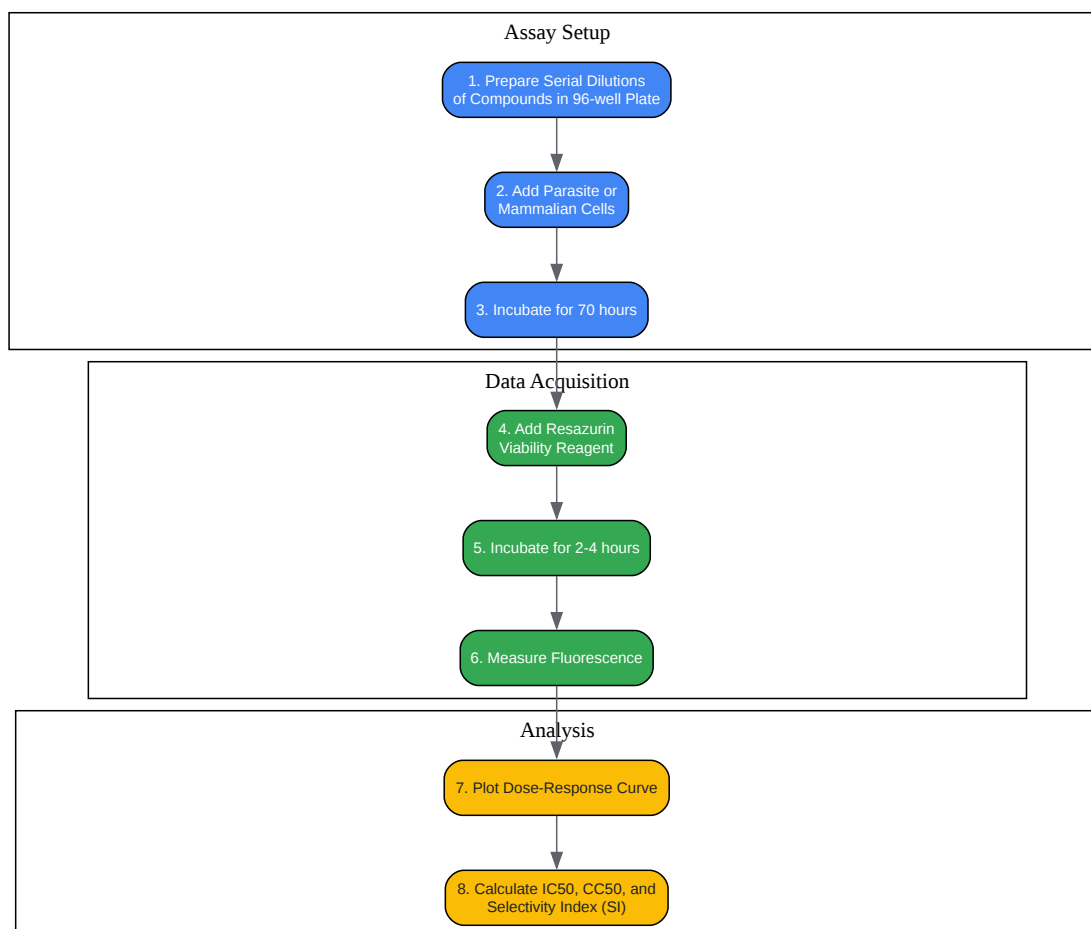 Assay Setup
1. Prepare Serial Dilutions
of Compounds in 96-well Plate
2. Add Parasite or
Mammalian Cells
3. Incubate for 70 hours
Data Acquisition
4. Add Resazurin
Viability Reagent
5. Incubate for 2-4 hours
6. Measure Fluorescence
Analysis
7. Plot Dose-Response Curve
8. Calculate IC50, CC50, and
Selectivity Index (SI)